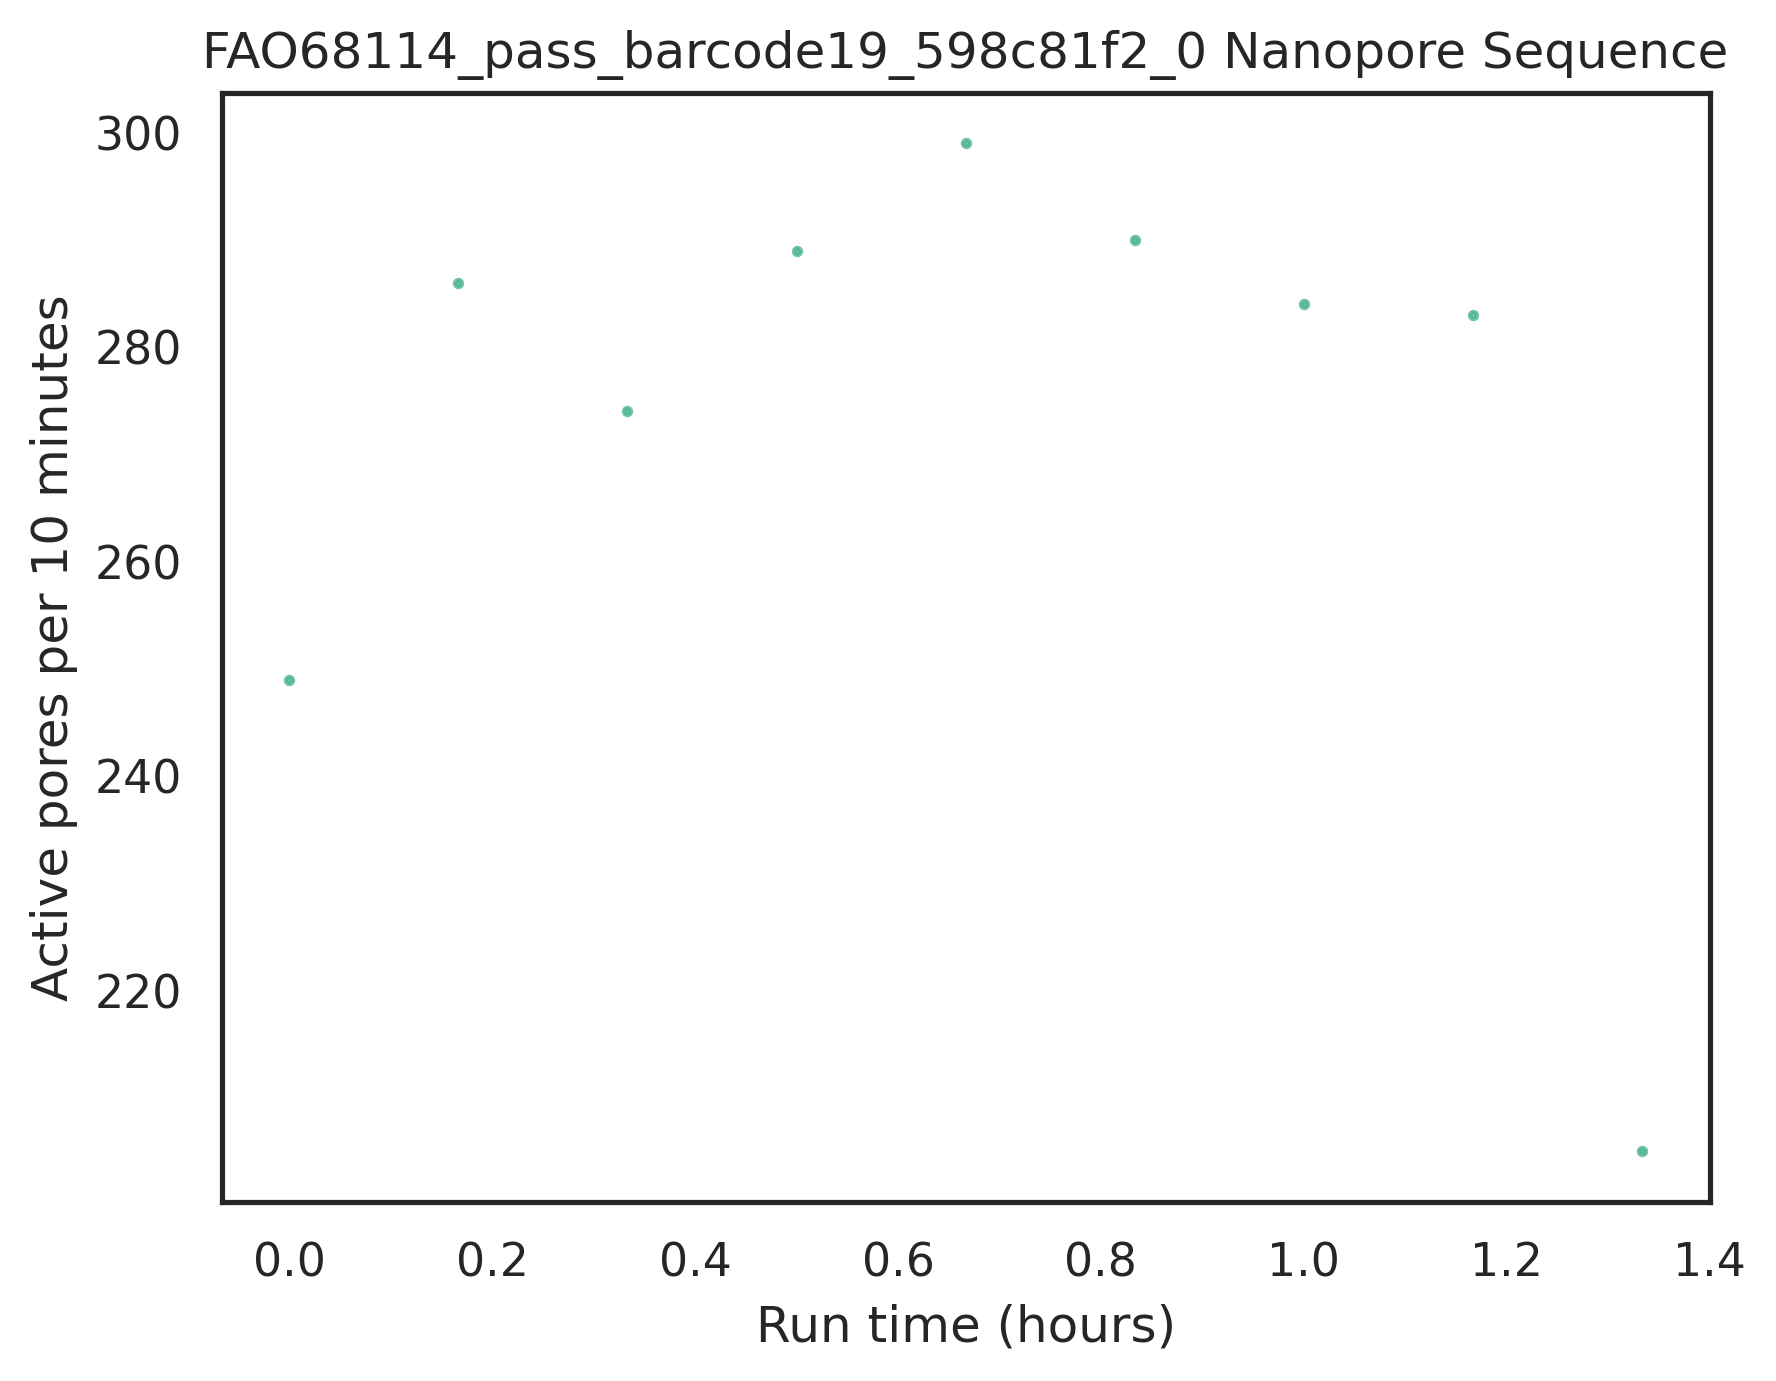 FAO68114_pass_barcode19_598c81f2_0 Nanopore Sequence
Active pores per 10 minutes
300
280
260
240
220
0.0 0.2 0.4 0.6 0.8 1.0 1.2 1.4
Run time (hours)